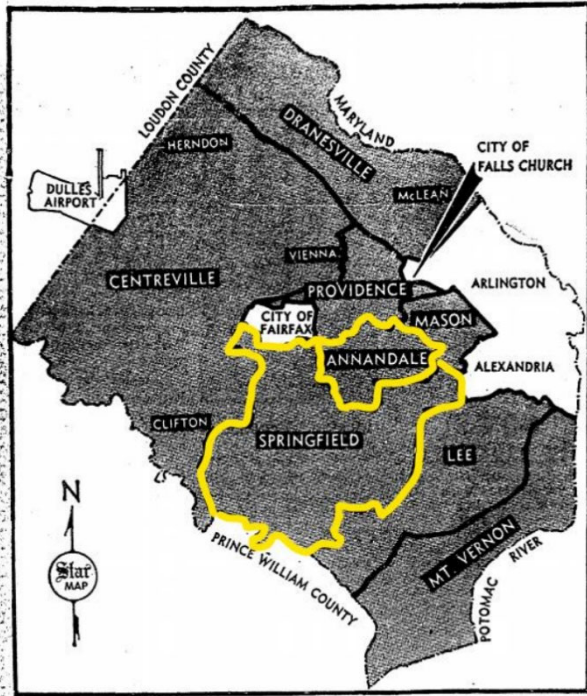 LOUDON COUNTY
MARYLAND
DRANESVILLE
HERNDON
CITY OF
FALLS CHURCH
DULLES
AIRPORT
McLEAN
VIENNA
CENTREVILLE
PROVIDENCE
ARLINGTON
CITY OF
FAIRFAX
MASON
ANNANDALE
ALEXANDRIA
CLIFTON
SPRINGFIELD
LEE
N
Star
MAP
PRINCE WILLIAM COUNTY
MT. VERNON
POTOMAC
RIVER